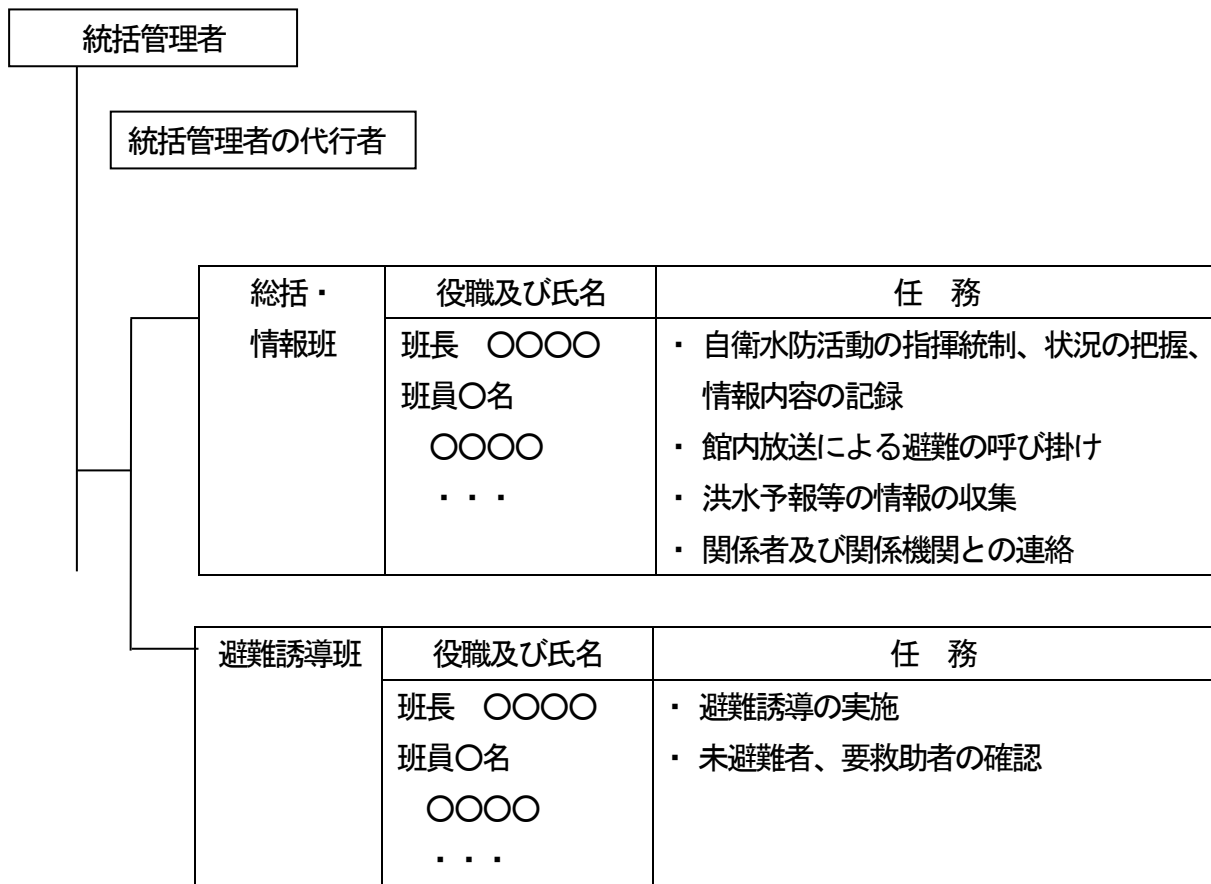 統括管理者
統括管理者の代行者
総括・ 役職及び氏名 任 務
情報班 班長 〇〇〇〇 ・ 自衛水防活動の指揮統制、状況の把握、
班員〇名 情報内容の記録
〇〇〇〇 ・ 館内放送による避難の呼び掛け
・・・ ・ 洪水予報等の情報の収集
・ 関係者及び関係機関との連絡
避難誘導班 役職及び氏名 任 務
班長 〇〇〇〇 ・ 避難誘導の実施
班員〇名 ・ 未避難者、要救助者の確認
〇〇〇〇
・・・